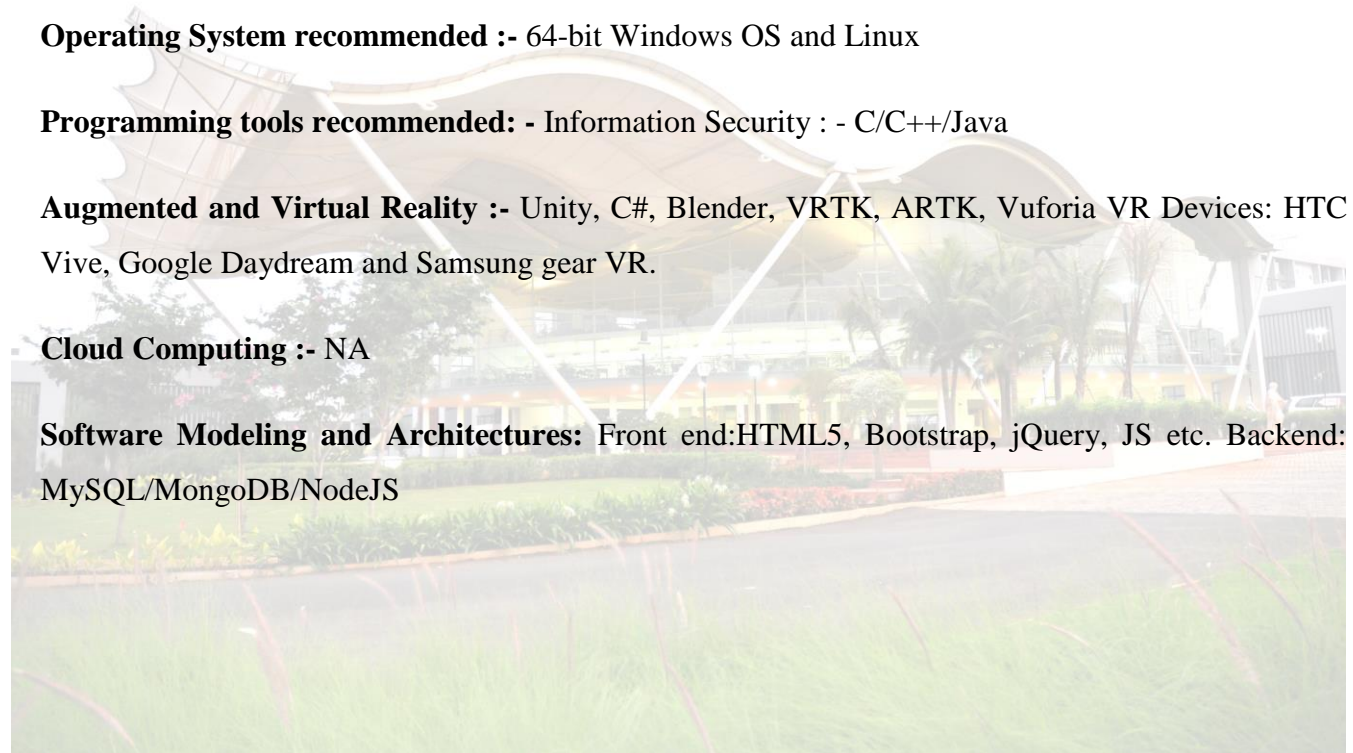 Operating System recommended :- 64-bit Windows OS and Linux
Programming tools recommended: - Information Security : - C/C++/Java
Augmented and Virtual Reality :- Unity, C#, Blender, VRTK, ARTK, Vuforia VR Devices: HTC
Vive, Google Daydream and Samsung gear VR.
Cloud Computing :- NA
Software Modeling and Architectures: Front end:HTML5, Bootstrap, jQuery, JS etc. Backend:
MySQL/MongoDB/NodeJS